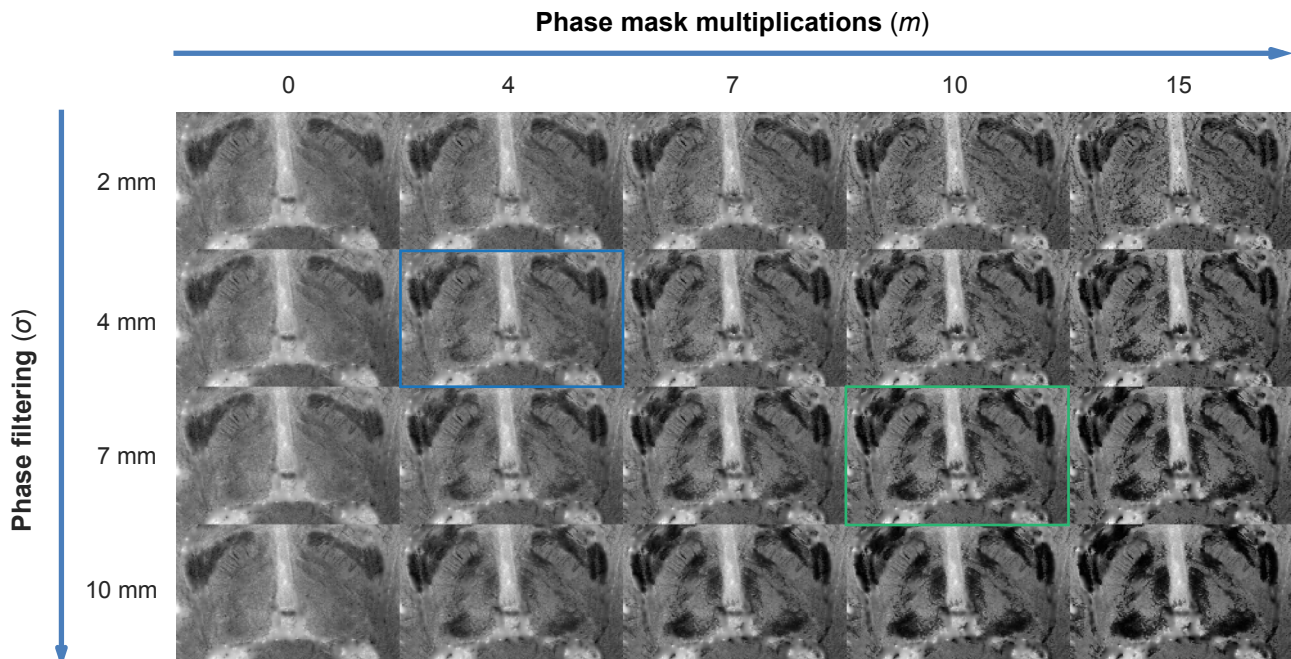 Phase mask multiplications (m)
0 4 7 10 15
Phase filtering (σ)
2 mm
4 mm
7 mm
10 mm